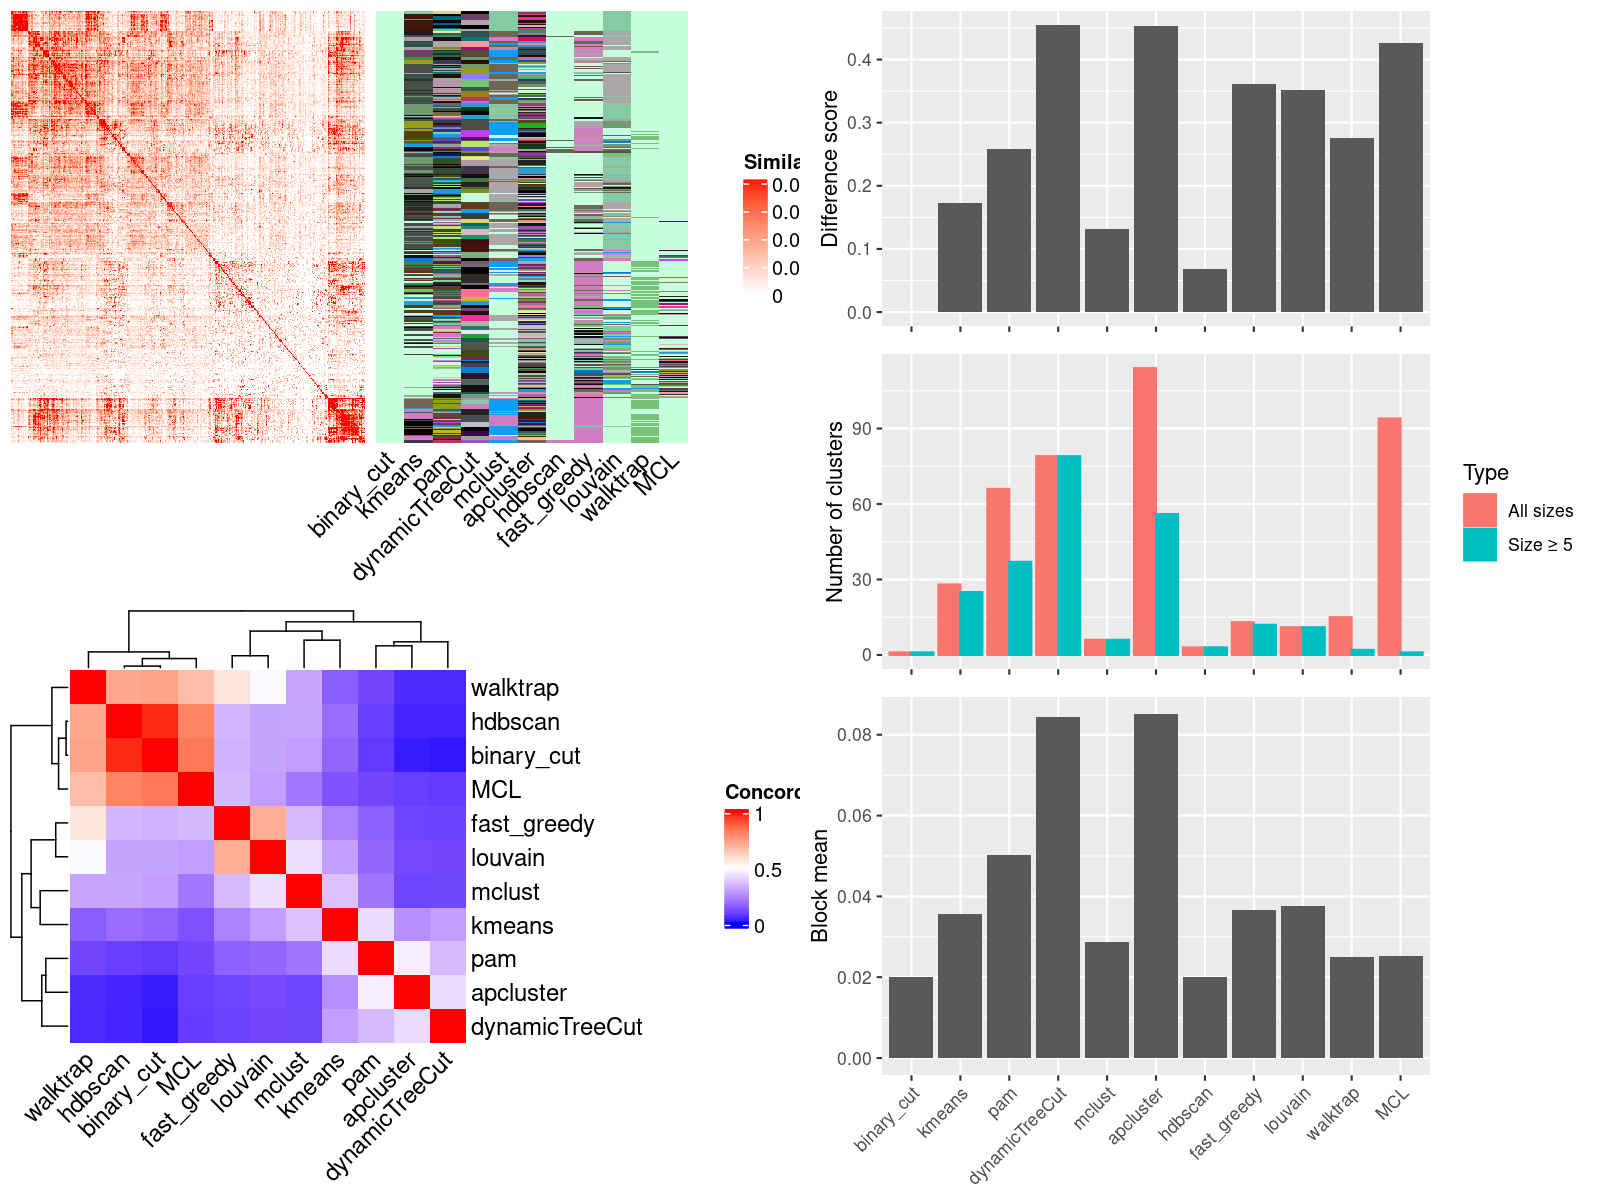 Simila
0.0
0.0
0.0
0.0
0
binary_cut
kmeans
pam
dynamicTreeCut
mclust
apcluster
hdbscan
fast_greedy
louvain
walktrap
MCL
walktrap
hdbscan
binary_cut
MCL
fast_greedy
louvain
mclust
kmeans
pam
apcluster
dynamicTreeCut
walktrap
hdbscan
binary_cut
MCL
fast_greedy
louvain
mclust
kmeans
pam
apcluster
dynamicTreeCut
Concord
1
0.5
0
Difference score
0.4
0.3
0.2
0.1
0.0
Number of clusters
90
60
30
0
Type
All sizes
Size ≥ 5
Block mean
0.08
0.06
0.04
0.02
0.00
binary_cut
kmeans
pam
dynamicTreeCut
mclust
apcluster
hdbscan
fast_greedy
louvain
walktrap
MCL